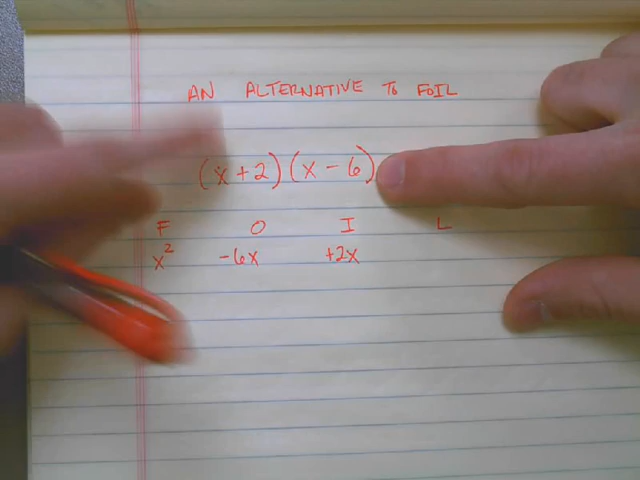 AN ALTERNATIVE TO FOIL
(x + 2)(x - 6)
F O I L
x² -6x +2x